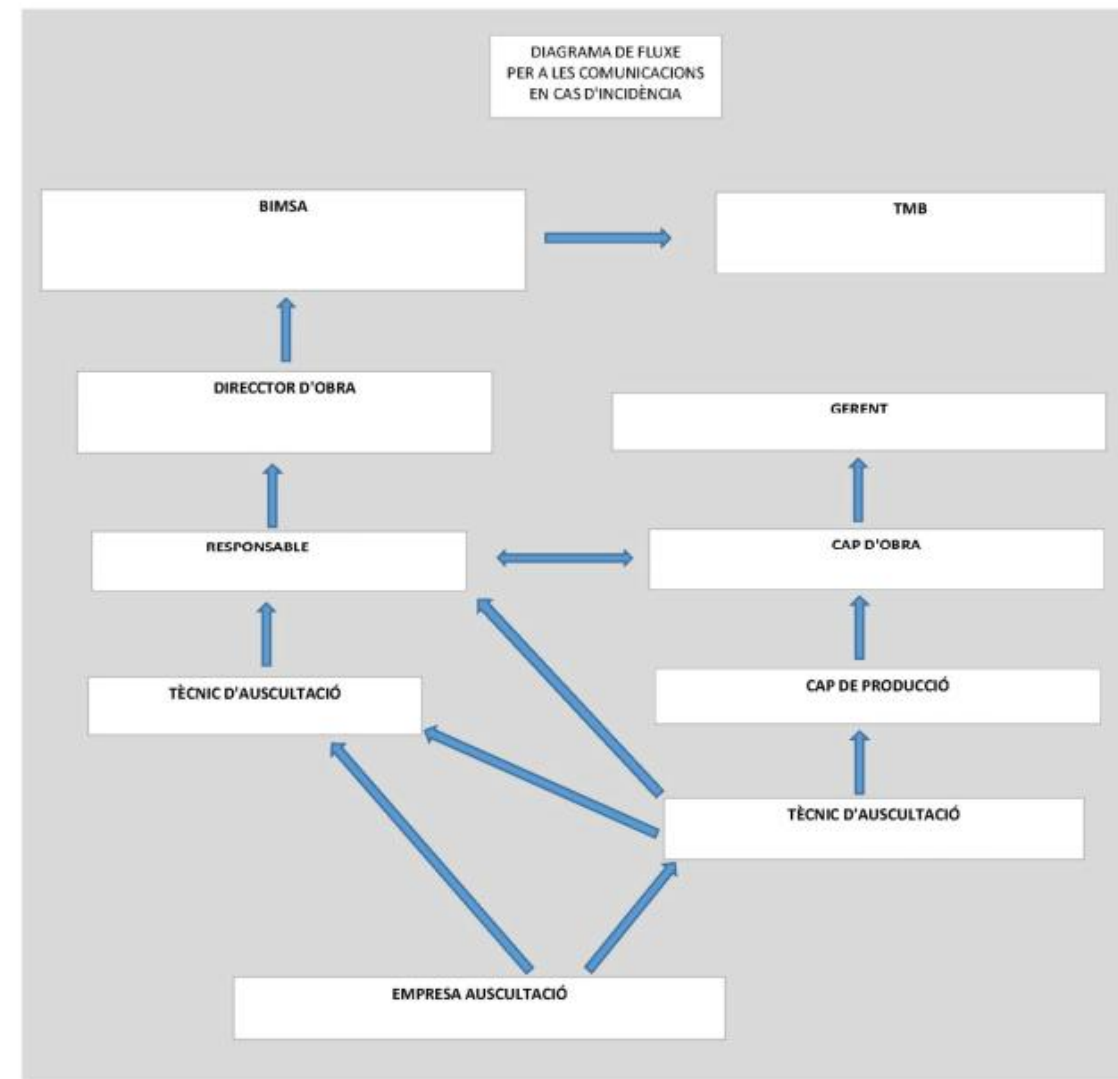 DIAGRAMA DE FLUXE
PER A LES COMUNICACIONS
EN CAS D'INCIDÈNCIA
BIMSA
TMB
DIRECCTOR D'OBRA
GERENT
RESPONSABLE
CAP D'OBRA
TÈCNIC D'AUSCULTACIÓ
CAP DE PRODUCCIÓ
TÈCNIC D'AUSCULTACIÓ
EMPRESA AUSCULTACIÓ